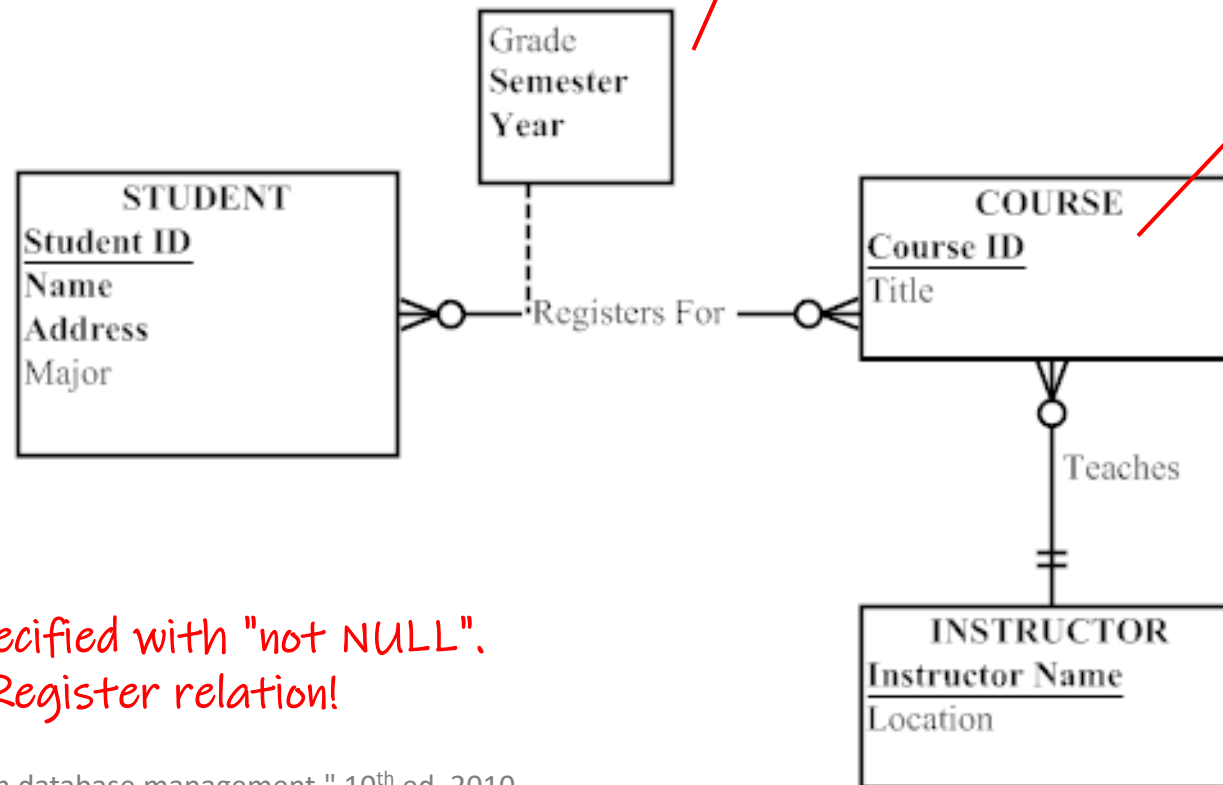 Grade
Semester
Year
STUDENT
Student ID
Name
Address
Major
Registers For
COURSE
Course ID
Title
Teaches
INSTRUCTOR
Instructor Name
Location
with "not NULL".
Register relation!
database management," 10th ed. 2010